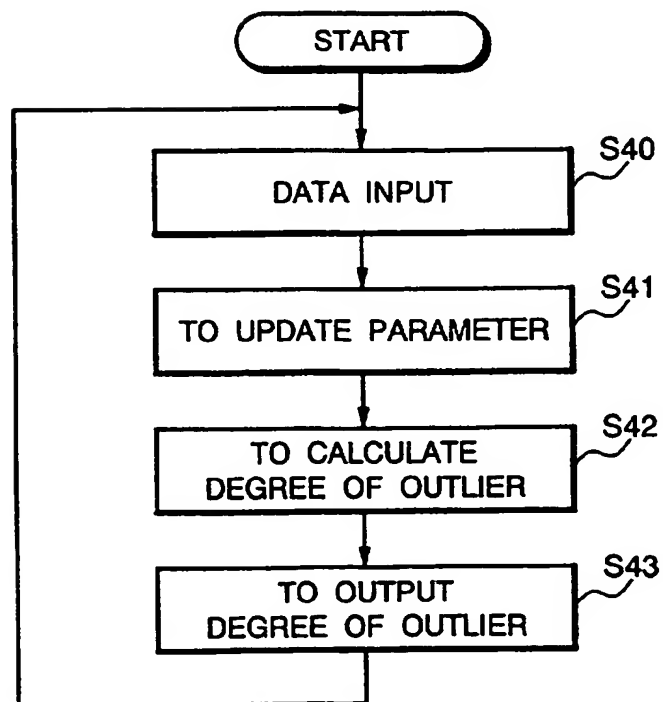 START
S40
DATA INPUT
S41
TO UPDATE PARAMETER
S42
TO CALCULATE
DEGREE OF OUTLIER
S43
TO OUTPUT
DEGREE OF OUTLIER